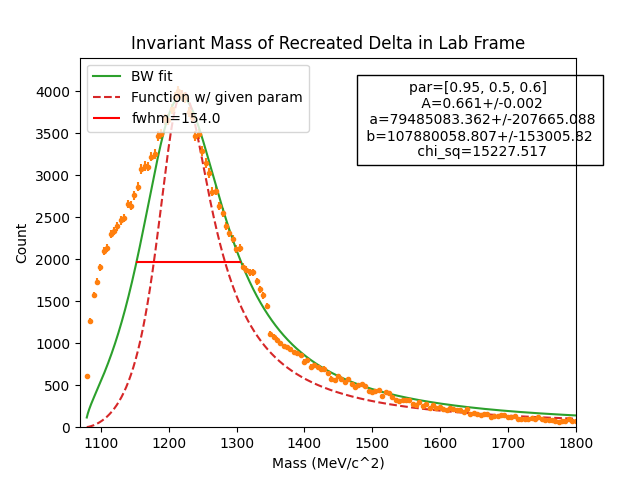 Invariant Mass of Recreated Delta in Lab Frame
BW fit
Function w/ given param
fwhm=154.0
par=[0.95, 0.5, 0.6]
A=0.661+/-0.002
a=79485083.362+/-207665.088
b=107880058.807+/-153005.82
chi_sq=15227.517
Count
4000
3500
3000
2500
2000
1500
1000
500
0
1100 1200 1300 1400 1500 1600 1700 1800
Mass (MeV/c^2)